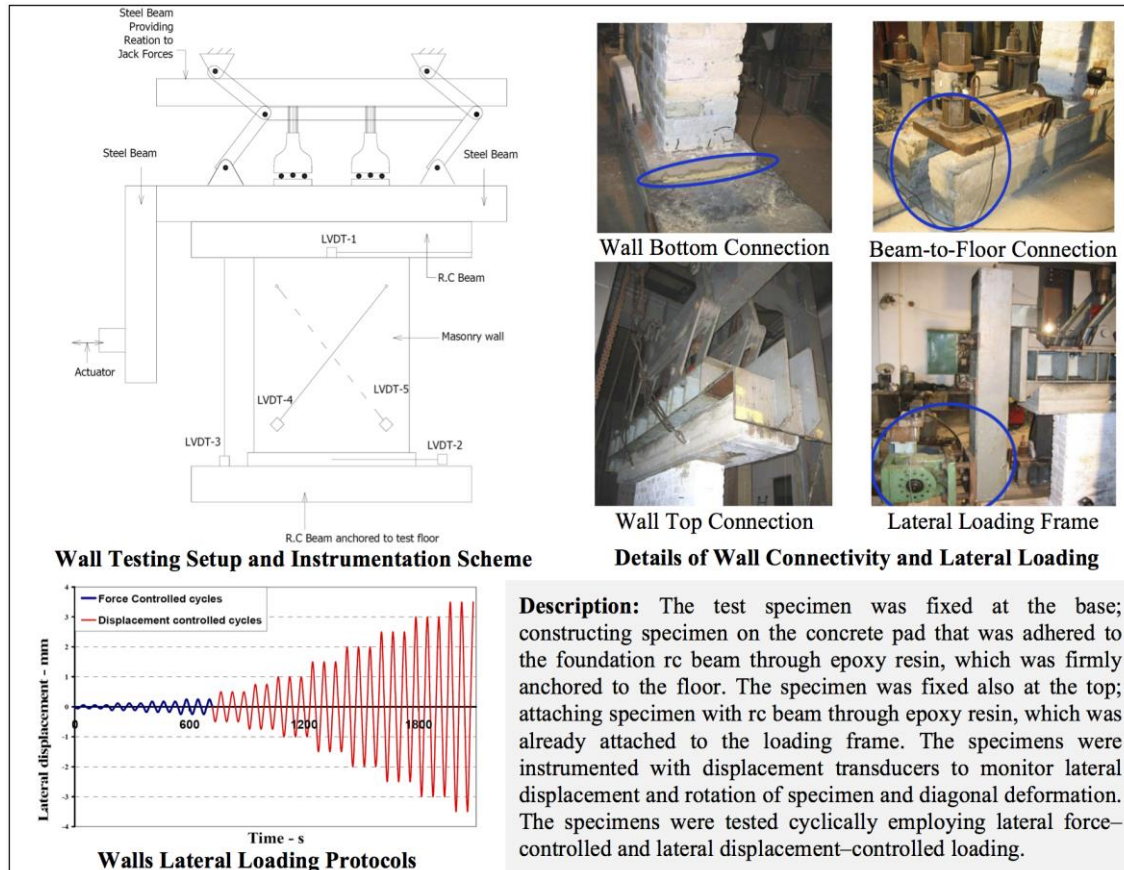 Steel Beam
Providing
Reation to
Jack Forces
Steel Beam
Steel Beam
LVDT-1
R.C Beam
Masonry wall
Actuator
LVDT-4
LVDT-5
LVDT-3
LVDT-2
R.C Beam anchored to test floor
Wall Testing Setup and Instrumentation Scheme
Wall Bottom Connection
Beam-to-Floor Connection
Wall Top Connection
Lateral Loading Frame
Details of Wall Connectivity and Lateral Loading
Force Controlled cycles
Displacement controlled cycles
Lateral displacement - mm
4
3
2
1
0
-1
-2
-3
-4
0
600
1200
1800
Time - s
Walls Lateral Loading Protocols
Description: The test specimen was fixed at the base;
constructing specimen on the concrete pad that was adhered to
the foundation rc beam through epoxy resin, which was firmly
anchored to the floor. The specimen was fixed also at the top;
attaching specimen with rc beam through epoxy resin, which was
already attached to the loading frame. The specimens were
instrumented with displacement transducers to monitor lateral
displacement and rotation of specimen and diagonal deformation.
The specimens were tested cyclically employing lateral force–
controlled and lateral displacement–controlled loading.